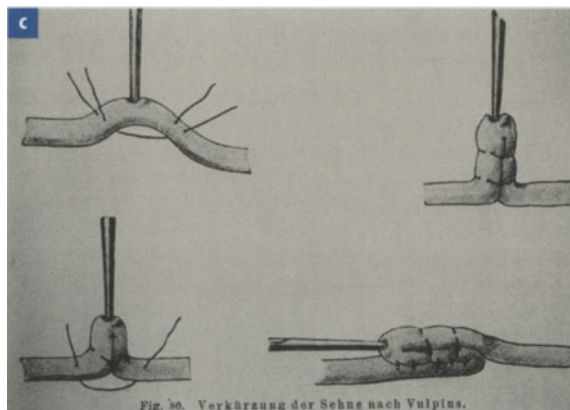 C
Fig. 80. Verkürzung der Sehne nach Vulpius.